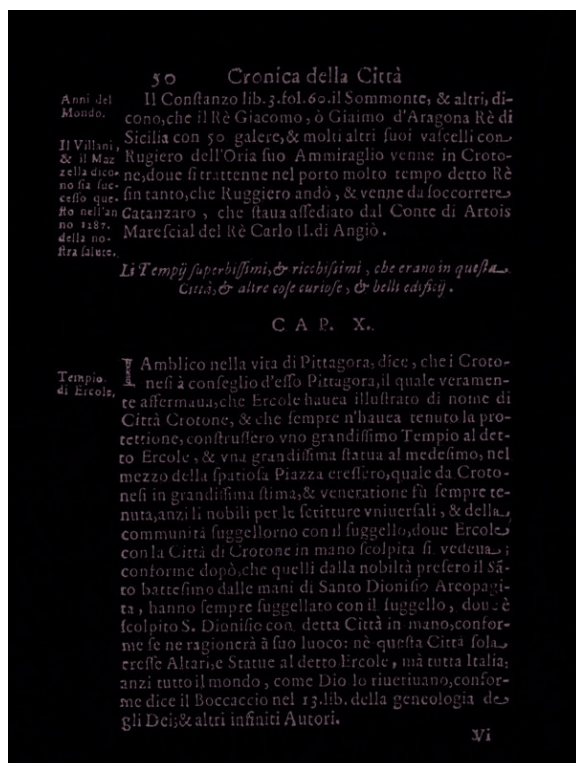 50 Cronica della Città
Anni del
Mondo.
Il Conſtanzo lib. 3. fol. 60. il Sommonte, & altri, di-
cono, che il Rè Giacomo, ò Giaimo d'Aragona Rè di
Sicilia con 50 galere, & molti altri ſuoi vaſcelli con
Rugiero dell'Oria ſuo Ammiraglio venne in Croto-
ne, doue ſi trattenne nel porto molto tempo detto Rè
ſin tanto, che Ruggiero andò, & venne da ſoccorrere
Catanzaro, che ſtaua aſſediato dal Conte di Artois
Mareſcial del Rè Carlo II. di Angiò.
Il Villani,
& il Maz
zella dico-
no ſia ſuc-
ceſſo que-
ſto nell'an
no 1287.
della no-
ſtra ſalute.
Li Tempij ſuperbiſſimi, & ricchiſsimi, che erano in queſta
Città, & altre coſe curioſe, & belli edificij.
CAP. X.
Tempio
di Ercole,
IAmblico nella vita di Pittagora, dice, che i Croto-
neſi à conſeglio d'eſſo Pittagora, il quale veramen-
te affermaua, che Ercole hauea illuſtrato di nome di
Città Crotone, & che ſempre n'hauea tenuto la pro-
tettione, conſtruſſero vno grandiſſimo Tempio al det-
to Ercole, & vna grandiſſima ſtatua al medeſimo, nel
mezzo della ſpatioſa Piazza ereſſero, quale da Croto-
neſi in grandiſſima ſtima, & veneratione fù ſempre te-
nuta, anzi li nobili per le ſcritture vniuerſali, & della
communità ſuggellorno con il ſuggello, doue Ercole
con la Città di Crotone in mano ſcolpita ſi vedeua;
conforme dopò, che quelli dalla nobiltà preſero il Sã-
to batteſimo dalle mani di Santo Dioniſio Areopagi-
ta, hanno ſempre ſuggellato con il ſuggello, doue è
ſcolpito S. Dioniſio con detta Città in mano, confor-
me ſe ne ragionerà à ſuo luoco: nè queſta Città ſola
ereſſe Altari, e Statue al detto Ercole, mà tutta Italia;
anzi tutto il mondo, come Dio lo riueriuano, confor-
me dice il Boccaccio nel 13. lib. della geneologia de
gli Dei; & altri infiniti Autori.
Vi